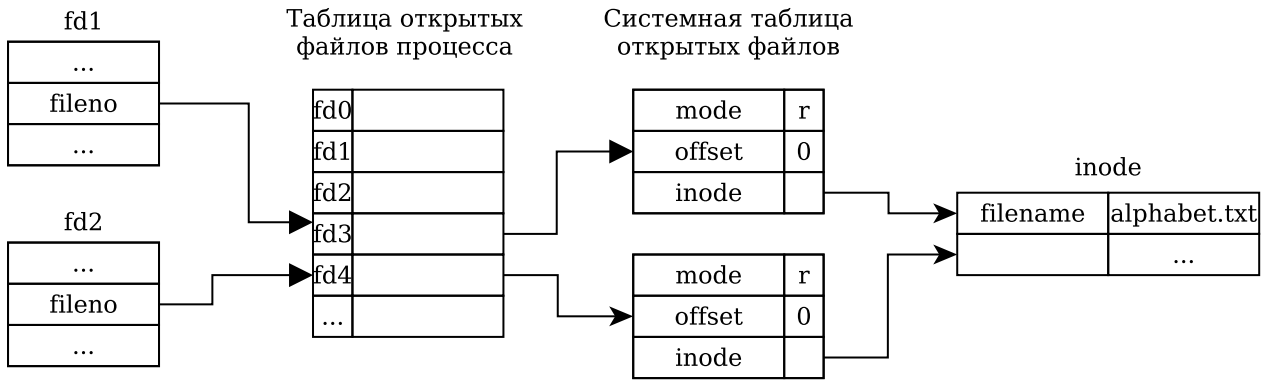 fd1
...
fileno
...
fd2
...
fileno
...
Таблица открытых
файлов процесса
fd0
fd1
fd2
fd3
fd4
...
Системная таблица
открытых файлов
mode r
offset 0
inode
mode r
offset 0
inode
inode
filename alphabet.txt
...